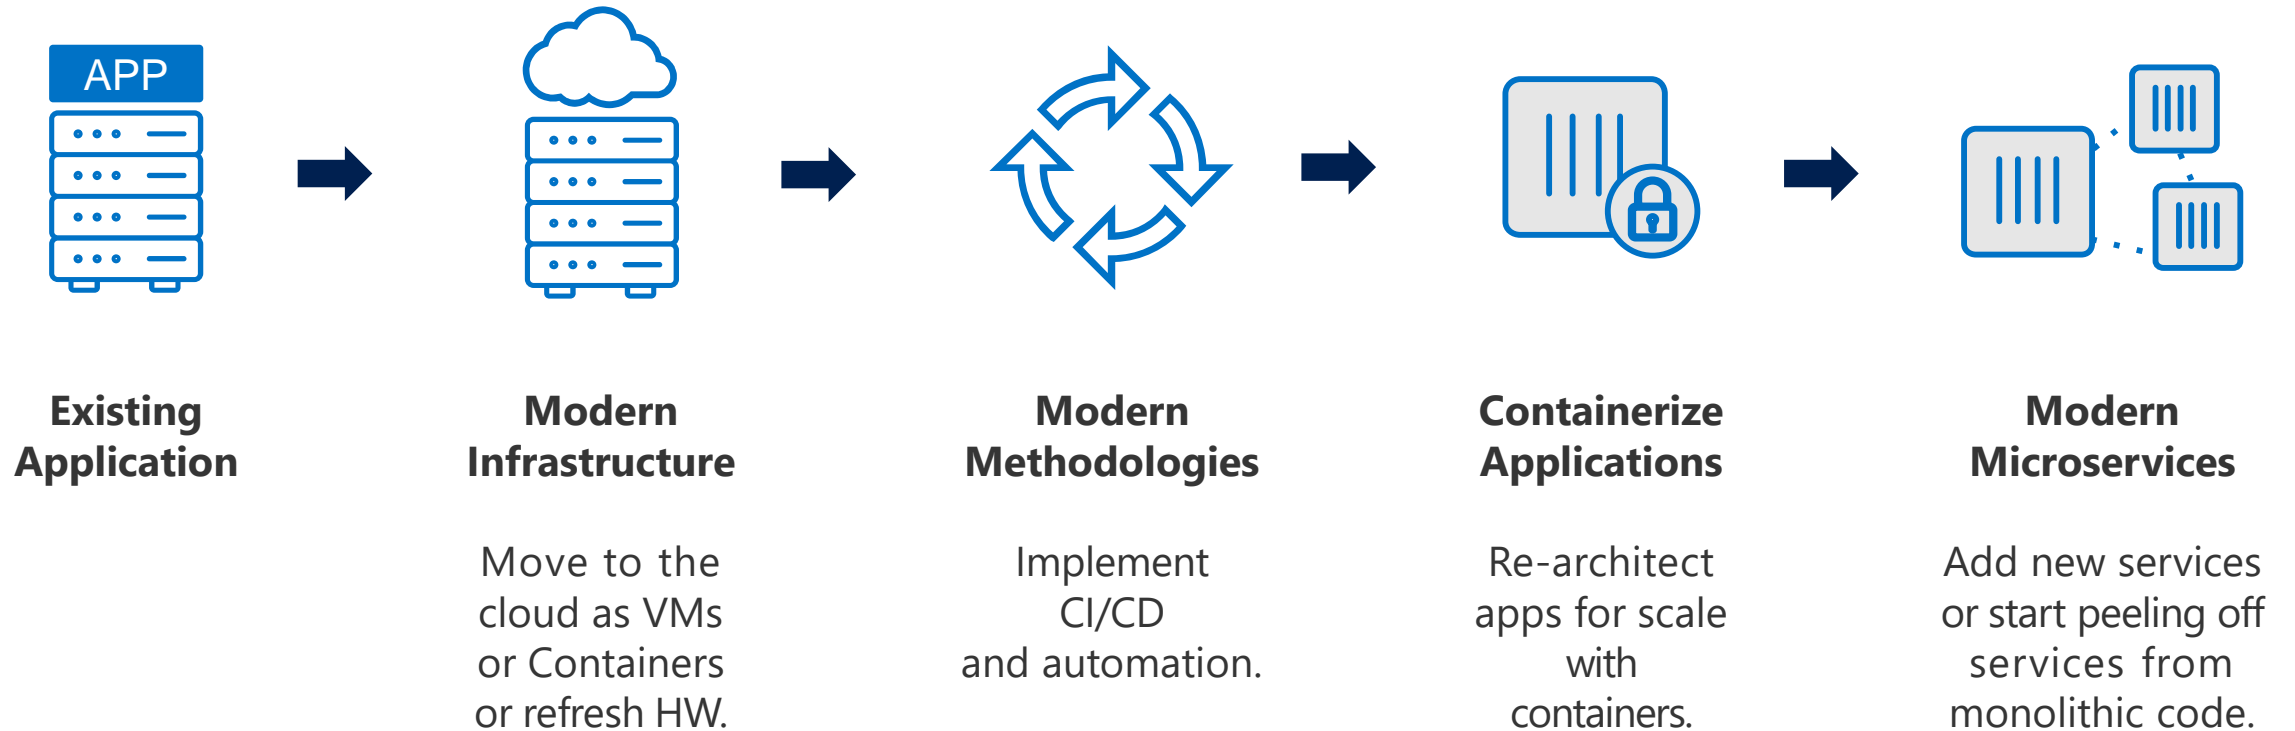 APP
Existing
Application
Modern
Infrastructure
Move to the
cloud as VMs
or Containers
or refresh HW.
Modern
Methodologies
Implement
CI/CD
and automation.
Containerize
Applications
Re-architect
apps for scale
with
containers.
Modern
Microservices
Add new services
or start peeling off
services from
monolithic code.